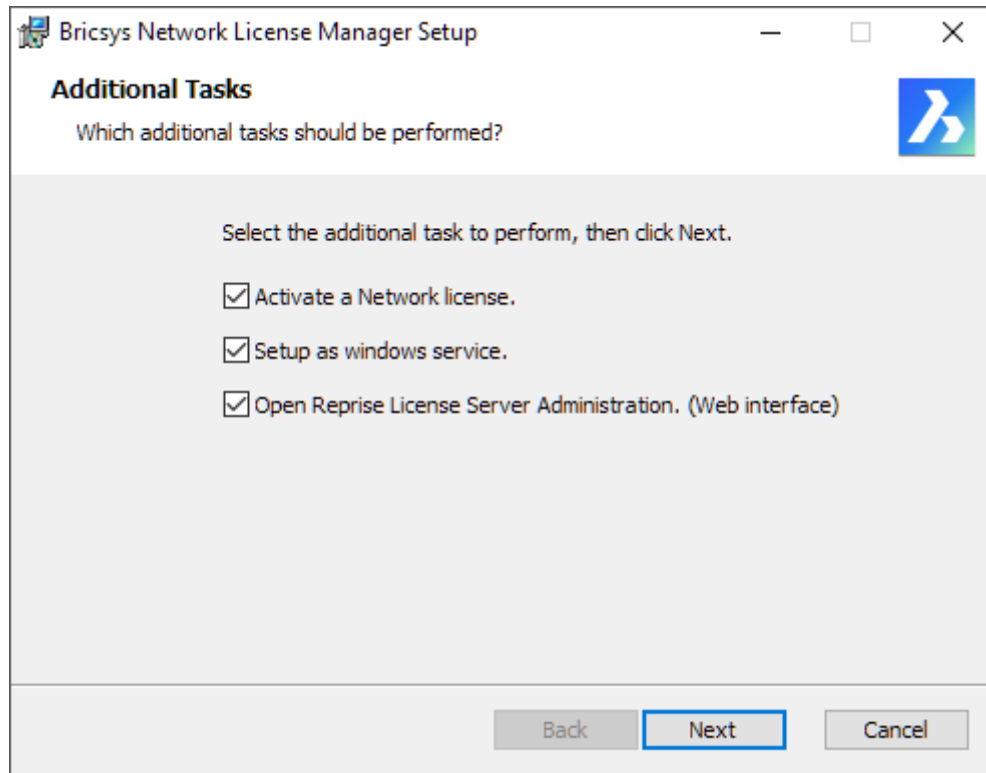 Bricsys Network License Manager Setup
Additional Tasks
Which additional tasks should be performed?
Select the additional task to perform, then click Next.
Activate a Network license.
Setup as windows service.
Open Reprise License Server Administration. (Web interface)
Back
Next
Cancel